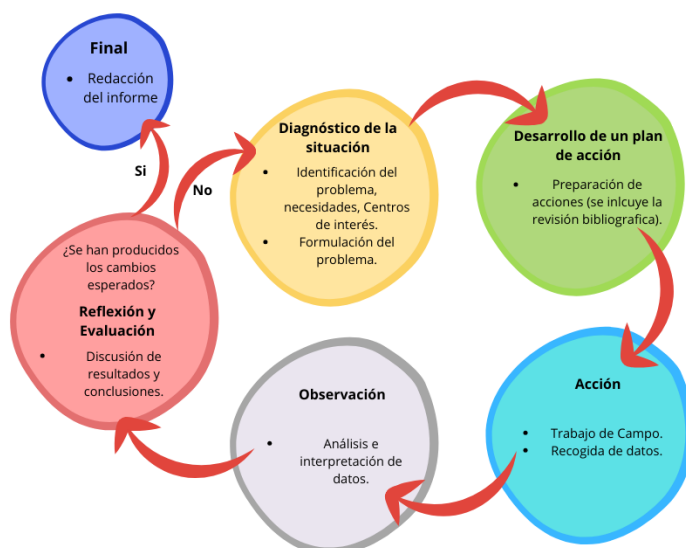 Final
• Redacción
del informe
Si
No
Diagnóstico de la
situación
• Identificación del
problema,
necesidades, Centros
de interés.
• Formulación del
problema.
Desarrollo de un plan
de acción
• Preparación de
acciones (se inlcuye la
revisión bibliografica).
Acción
• Trabajo de Campo.
• Recogida de datos.
Observación
• Análisis e
interpretación de
datos.
¿Se han producidos
los cambios
esperados?
Reflexión y
Evaluación
• Discusión de
resultados y
conclusiones.